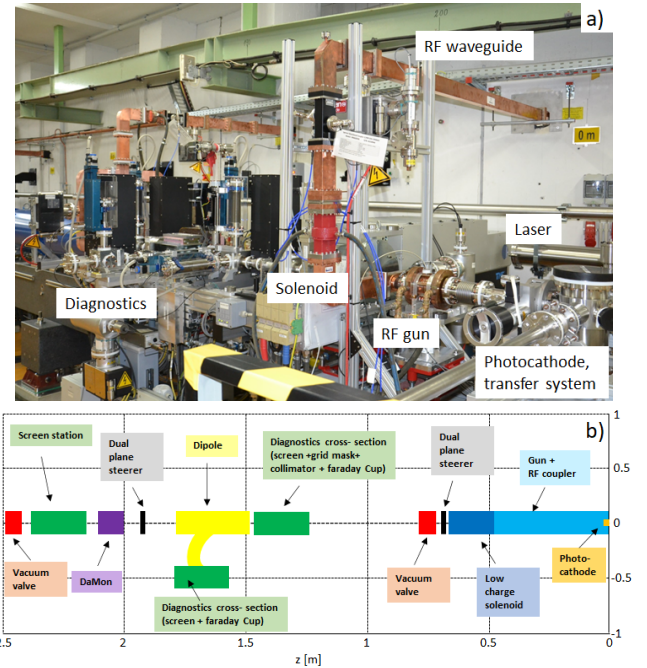 a)
RF waveguide
0 m
Laser
Diagnostics
Solenoid
RF gun
Photocathode,
transfer system
b)
1
0.5
0
-0.5
-1
Screen station
Dual
plane
steerer
Dipole
Diagnostics cross- section
(screen +grid mask+
collimator + faraday Cup)
Dual
plane
steerer
Gun +
RF coupler
Vacuum
valve
DaMon
Diagnostics cross- section
(screen + faraday Cup)
Vacuum
valve
Low
charge
solenoid
Photo-
cathode
2.5
2
1.5
1
0.5
0
z [m]